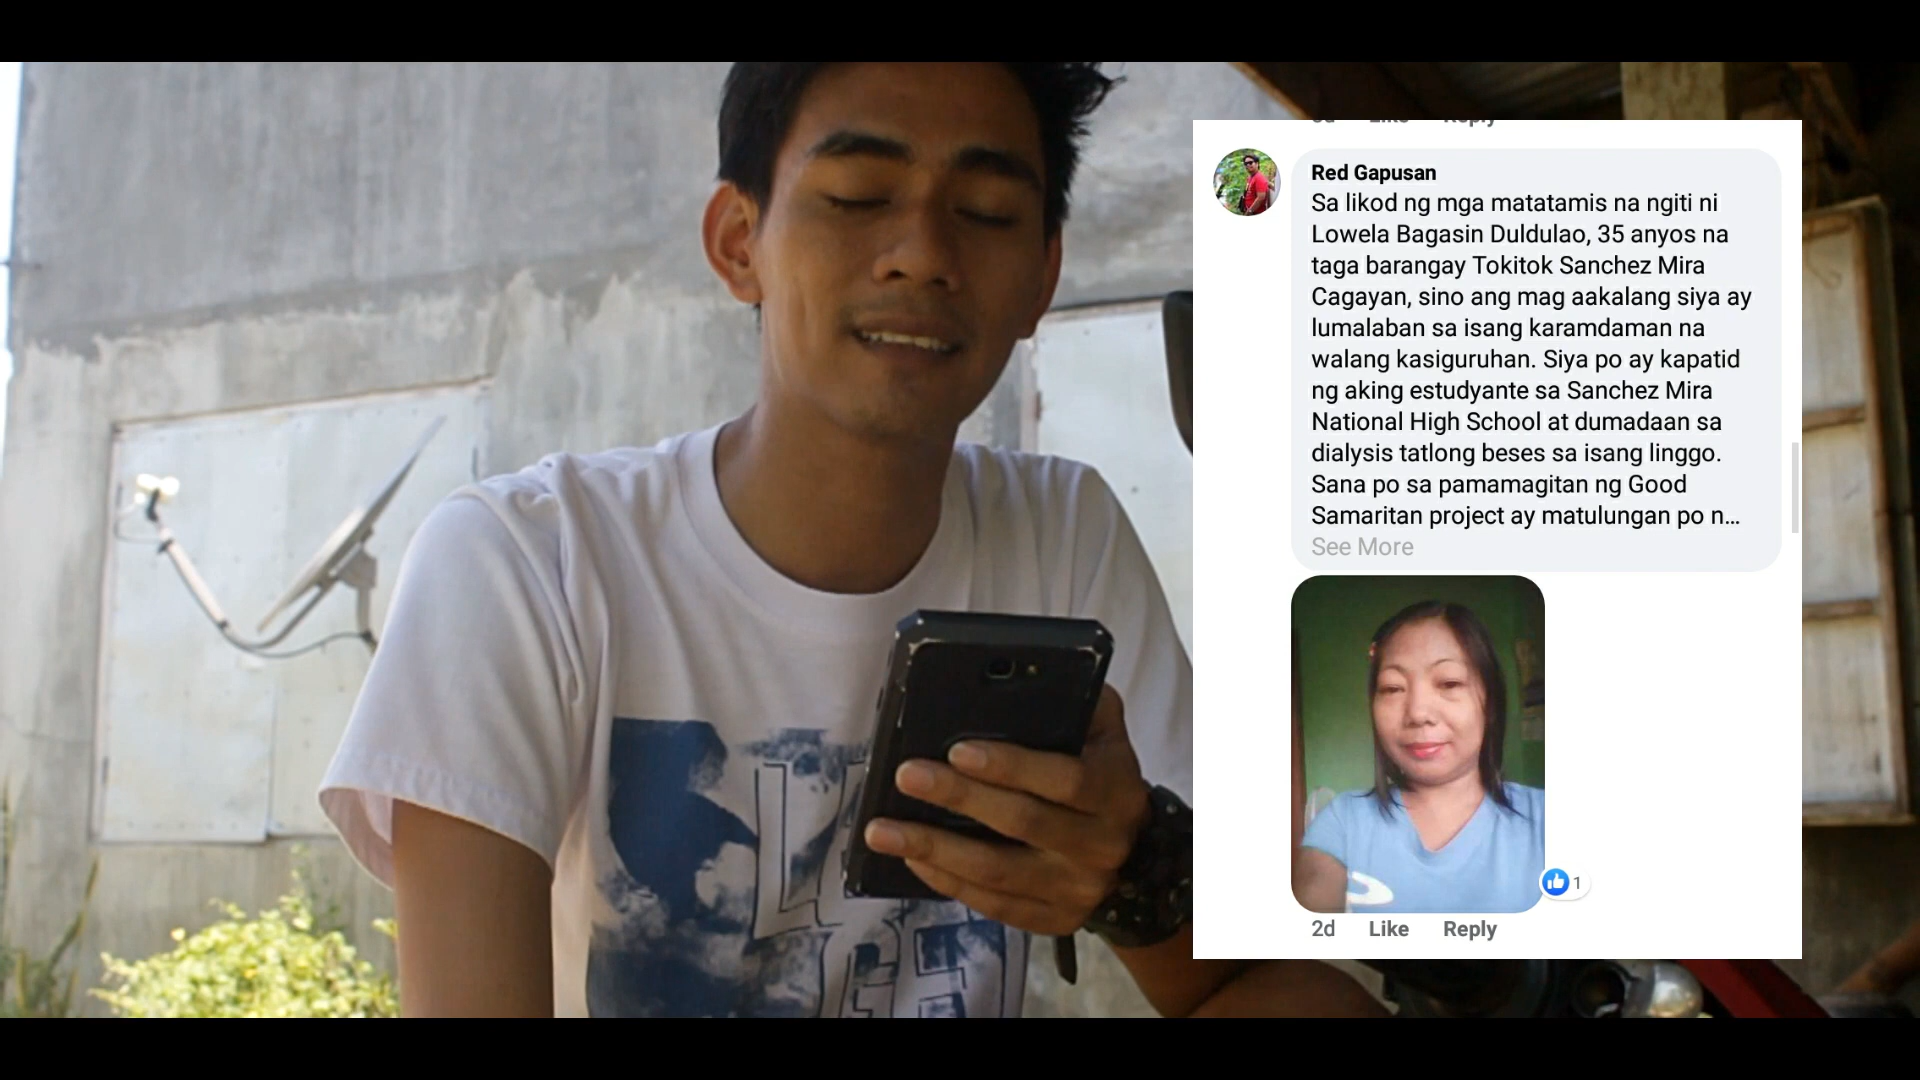 Red Gapusan
Sa likod ng mga matatamis na ngiti ni
Lowela Bagasin Duldulao, 35 anyos na
taga barangay Tokitok Sanchez Mira
Cagayan, sino ang mag aakalang siya ay
lumalaban sa isang karamdaman na
walang kasiguruhan. Siya po ay kapatid
ng aking estudyante sa Sanchez Mira
National High School at dumadaan sa
dialysis tatlong beses sa isang linggo.
Sana po sa pamamagitan ng Good
Samaritan project ay matulungan po n...
See More
1
2d Like Reply